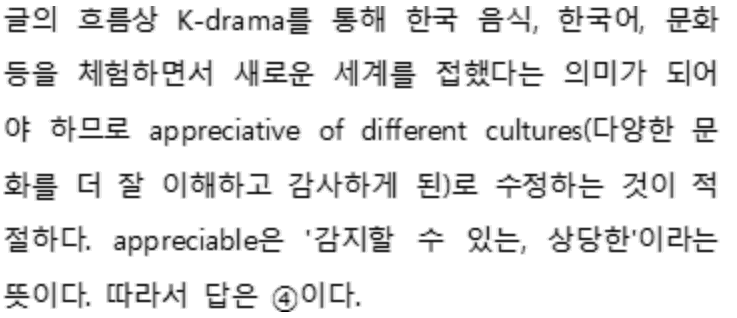 글의 흐름상 K-drama를 통해 한국 음식, 한국어, 문화
등을 체험하면서 새로운 세계를 접했다는 의미가 되어
야 하므로 appreciative of different cultures(다양한 문
화를 더 잘 이해하고 감사하게 된)로 수정하는 것이 적
절하다. appreciable은 '감지할 수 있는, 상당한'이라는
뜻이다. 따라서 답은 ④이다.